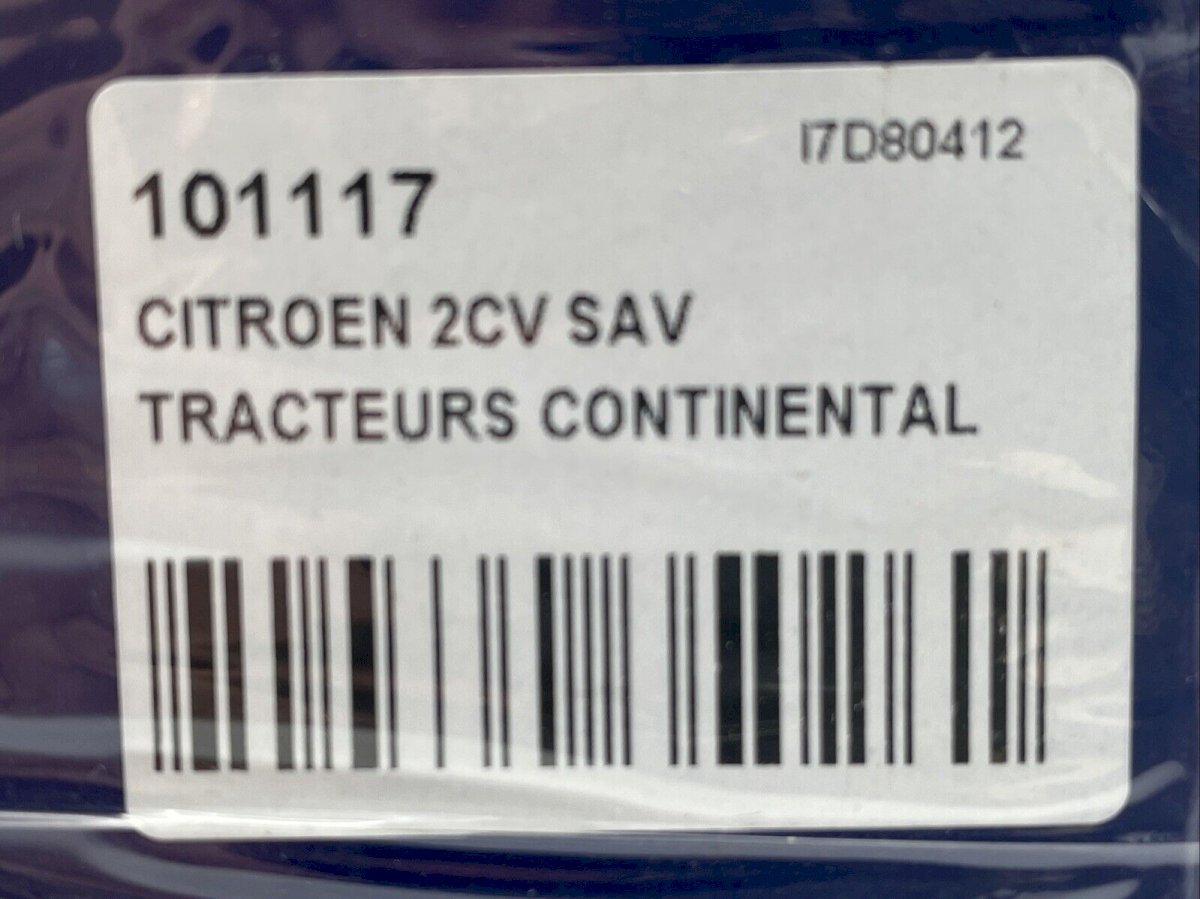 I7D80412
101117
CITROEN 2CV SAV
TRACTEURS CONTINENTAL